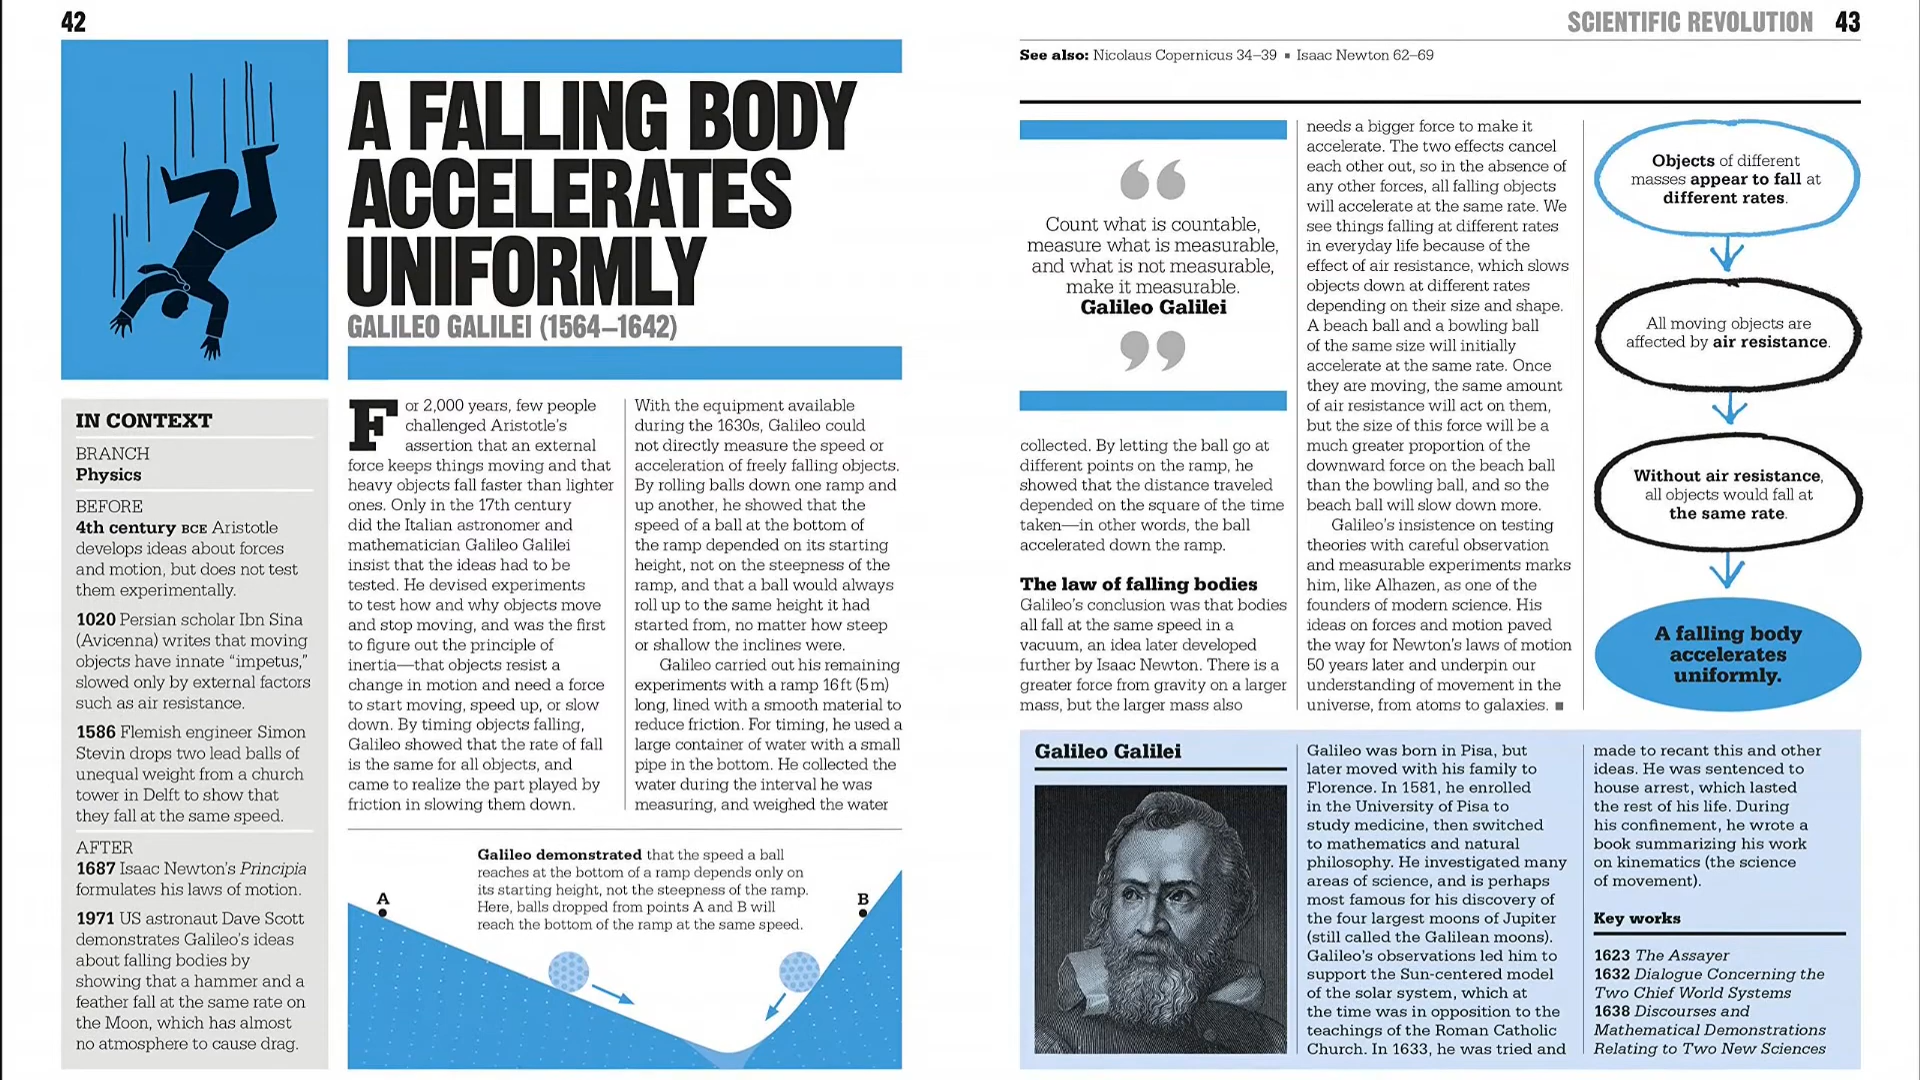 42
A FALLING BODY
ACCELERATES
UNIFORMLY
GALILEO GALILEI (1564–1642)
IN CONTEXT
BRANCH
Physics
BEFORE
4th century BCE Aristotle
develops ideas about forces
and motion, but does not test
them experimentally.
1020 Persian scholar Ibn Sina
(Avicenna) writes that moving
objects have innate “impetus,”
slowed only by external factors
such as air resistance.
1586 Flemish engineer Simon
Stevin drops two lead balls of
unequal weight from a church
tower in Delft to show that
they fall at the same speed.
AFTER
1687 Isaac Newton’s Principia
formulates his laws of motion.
1971 US astronaut Dave Scott
demonstrates Galileo’s ideas
about falling bodies by
showing that a hammer and a
feather fall at the same rate on
the Moon, which has almost
no atmosphere to cause drag.
For 2,000 years, few people
challenged Aristotle’s
assertion that an external
force keeps things moving and that
heavy objects fall faster than lighter
ones. Only in the 17th century
did the Italian astronomer and
mathematician Galileo Galilei
insist that the ideas had to be
tested. He devised experiments
to test how and why objects move
and stop moving, and was the first
to figure out the principle of
inertia—that objects resist a
change in motion and need a force
to start moving, speed up, or slow
down. By timing objects falling,
Galileo showed that the rate of fall
is the same for all objects, and
came to realize the part played by
friction in slowing them down.
With the equipment available
during the 1630s, Galileo could
not directly measure the speed or
acceleration of freely falling objects.
By rolling balls down one ramp and
up another, he showed that the
speed of a ball at the bottom of
the ramp depended on its starting
height, not on the steepness of the
ramp, and that a ball would always
roll up to the same height it had
started from, no matter how steep
or shallow the inclines were.
Galileo carried out his remaining
experiments with a ramp 16 ft (5 m)
long, lined with a smooth material to
reduce friction. For timing, he used a
large container of water with a small
pipe in the bottom. He collected the
water during the interval he was
measuring, and weighed the water
Galileo demonstrated that the speed a ball
reaches at the bottom of a ramp depends only on
its starting height, not the steepness of the ramp.
Here, balls dropped from points A and B will
reach the bottom of the ramp at the same speed.
A
B
SCIENTIFIC REVOLUTION 43
See also: Nicolaus Copernicus 34–39 ▪ Isaac Newton 62–69
“
Count what is countable,
measure what is measurable,
and what is not measurable,
make it measurable.
Galileo Galilei
”
collected. By letting the ball go at
different points on the ramp, he
showed that the distance traveled
depended on the square of the time
taken—in other words, the ball
accelerated down the ramp.
The law of falling bodies
Galileo’s conclusion was that bodies
all fall at the same speed in a
vacuum, an idea later developed
further by Isaac Newton. There is a
greater force from gravity on a larger
mass, but the larger mass also
needs a bigger force to make it
accelerate. The two effects cancel
each other out, so in the absence of
any other forces, all falling objects
will accelerate at the same rate. We
see things falling at different rates
in everyday life because of the
effect of air resistance, which slows
objects down at different rates
depending on their size and shape.
A beach ball and a bowling ball
of the same size will initially
accelerate at the same rate. Once
they are moving, the same amount
of air resistance will act on them,
but the size of this force will be a
much greater proportion of the
downward force on the beach ball
than the bowling ball, and so the
beach ball will slow down more.
Galileo’s insistence on testing
theories with careful observation
and measurable experiments marks
him, like Alhazen, as one of the
founders of modern science. His
ideas on forces and motion paved
the way for Newton’s laws of motion
50 years later and underpin our
understanding of movement in the
universe, from atoms to galaxies. ■
Objects of different
masses appear to fall at
different rates.
All moving objects are
affected by air resistance.
Without air resistance,
all objects would fall at
the same rate.
A falling body
accelerates
uniformly.
Galileo Galilei
Galileo was born in Pisa, but
later moved with his family to
Florence. In 1581, he enrolled
in the University of Pisa to
study medicine, then switched
to mathematics and natural
philosophy. He investigated many
areas of science, and is perhaps
most famous for his discovery of
the four largest moons of Jupiter
(still called the Galilean moons).
Galileo’s observations led him to
support the Sun-centered model
of the solar system, which at
the time was in opposition to the
teachings of the Roman Catholic
Church. In 1633, he was tried and
made to recant this and other
ideas. He was sentenced to
house arrest, which lasted
the rest of his life. During
his confinement, he wrote a
book summarizing his work
on kinematics (the science
of movement).
Key works
1623 The Assayer
1632 Dialogue Concerning the
Two Chief World Systems
1638 Discourses and
Mathematical Demonstrations
Relating to Two New Sciences